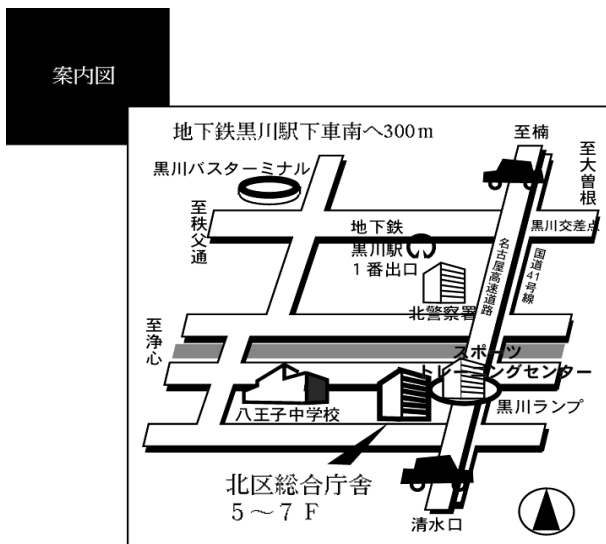 案内図
地下鉄黒川駅下車南へ300m
至楠
至大曽根
黒川バスターミナル
至秩父通
地下鉄
黒川駅
1番出口
黒川交差点
名古屋高速道路
国道41号線
北警察署
至浄心
スポーツ
トレーニングセンター
八王子中学校
黒川ランプ
北区総合庁舎
5～7F
清水口